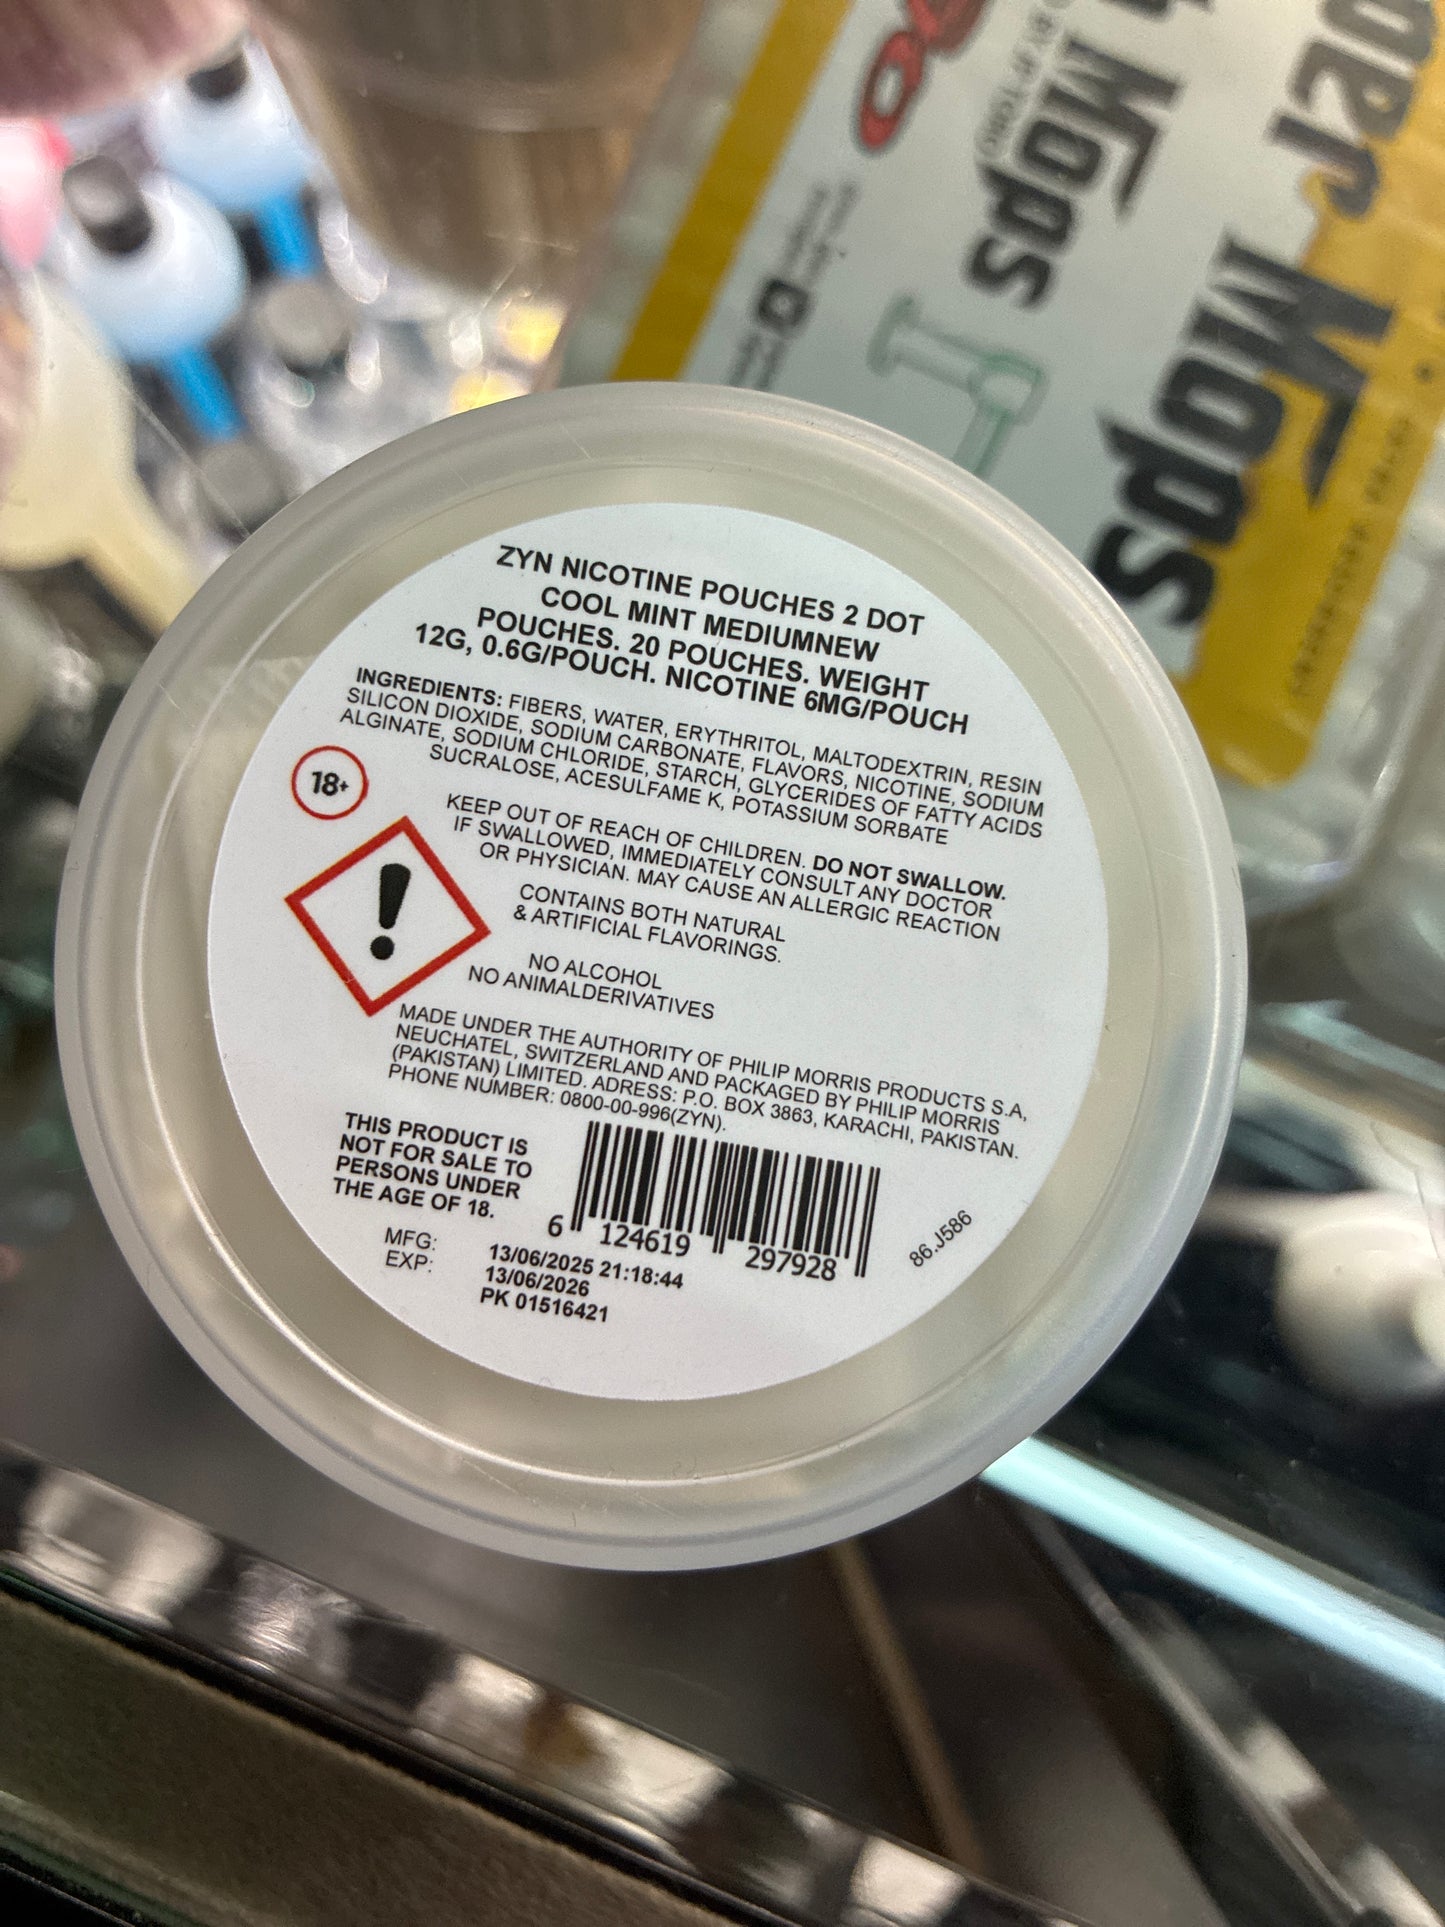 Mops
Mops
ZYN NICOTINE POUCHES 2 DOT
COOL MINT MEDIUMNEW
POUCHES. 20 POUCHES. WEIGHT
12G, 0.6G/POUCH. NICOTINE 6MG/POUCH
INGREDIENTS: FIBERS, WATER, ERYTHRITOL, MALTODEXTRIN, RESIN
SILICON DIOXIDE, SODIUM CARBONATE, FLAVORS, NICOTINE, SODIUM
ALGINATE, SODIUM CHLORIDE, STARCH, GLYCERIDES OF FATTY ACIDS
SUCRALOSE, ACESULFAME K, POTASSIUM SORBATE
18+
KEEP OUT OF REACH OF CHILDREN. DO NOT SWALLOW.
IF SWALLOWED, IMMEDIATELY CONSULT ANY DOCTOR
OR PHYSICIAN. MAY CAUSE AN ALLERGIC REACTION
CONTAINS BOTH NATURAL
& ARTIFICIAL FLAVORINGS.
NO ALCOHOL
NO ANIMALDERIVATIVES
MADE UNDER THE AUTHORITY OF PHILIP MORRIS PRODUCTS S.A,
NEUCHATEL, SWITZERLAND AND PACKAGED BY PHILIP MORRIS
(PAKISTAN) LIMITED. ADRESS: P.O. BOX 3863, KARACHI, PAKISTAN.
PHONE NUMBER: 0800-00-996(ZYN).
THIS PRODUCT IS
NOT FOR SALE TO
PERSONS UNDER
THE AGE OF 18.
6 124619 297928
86.J586
MFG: 13/06/2025 21:18:44
EXP: 13/06/2026
PK 01516421